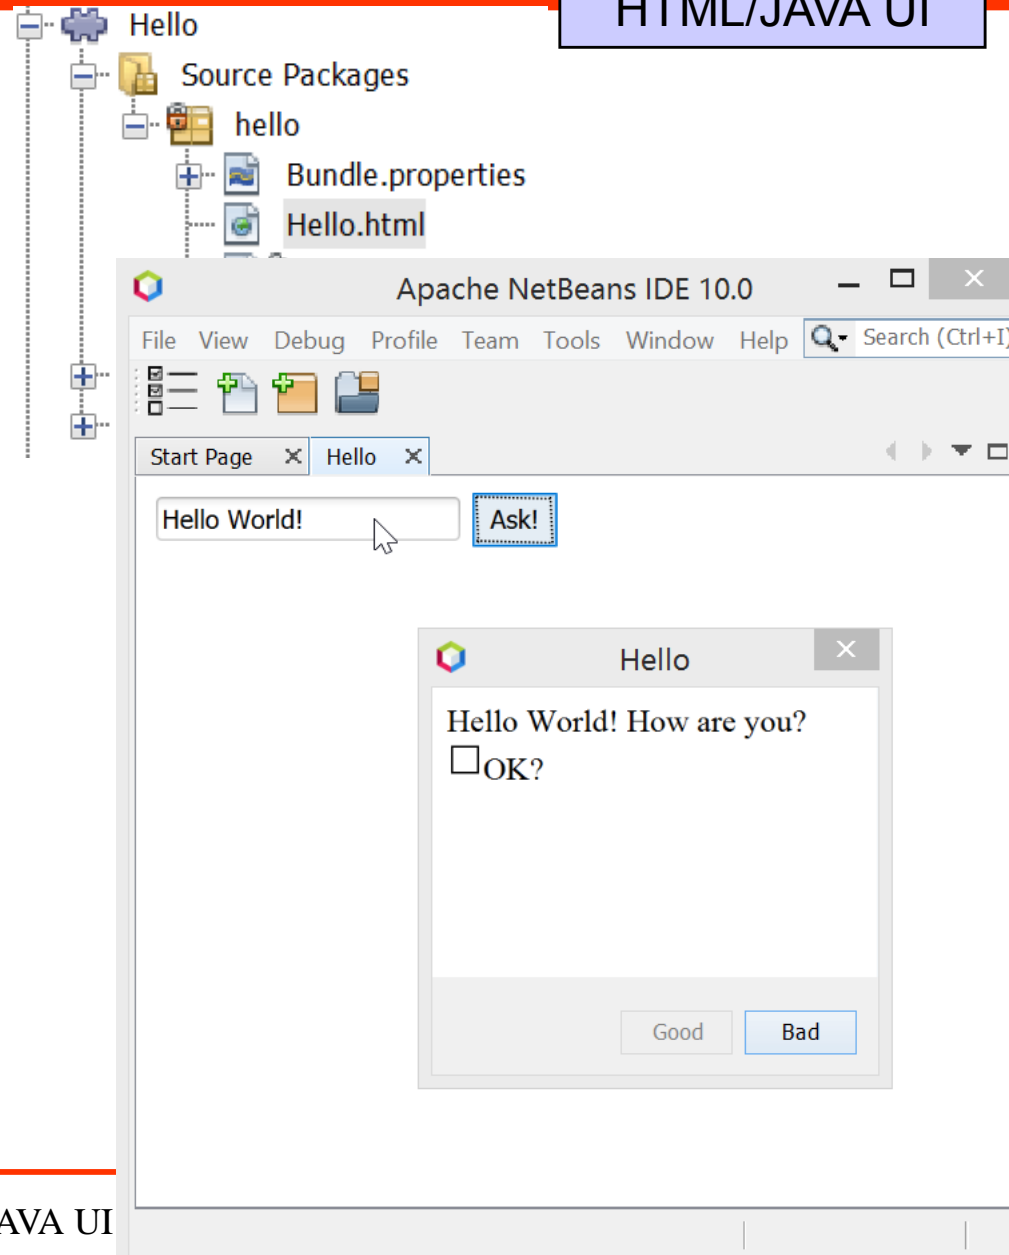 HTML/JAVA UI
Hello
Source Packages
hello
Bundle.properties
Hello.html
Apache NetBeans IDE 10.0
File View Debug Profile Team Tools Window Help Search (Ctrl+I)
Start Page Hello
Hello World! Ask!
Hello
Hello World! How are you?
OK?
Good Bad
AVA UI